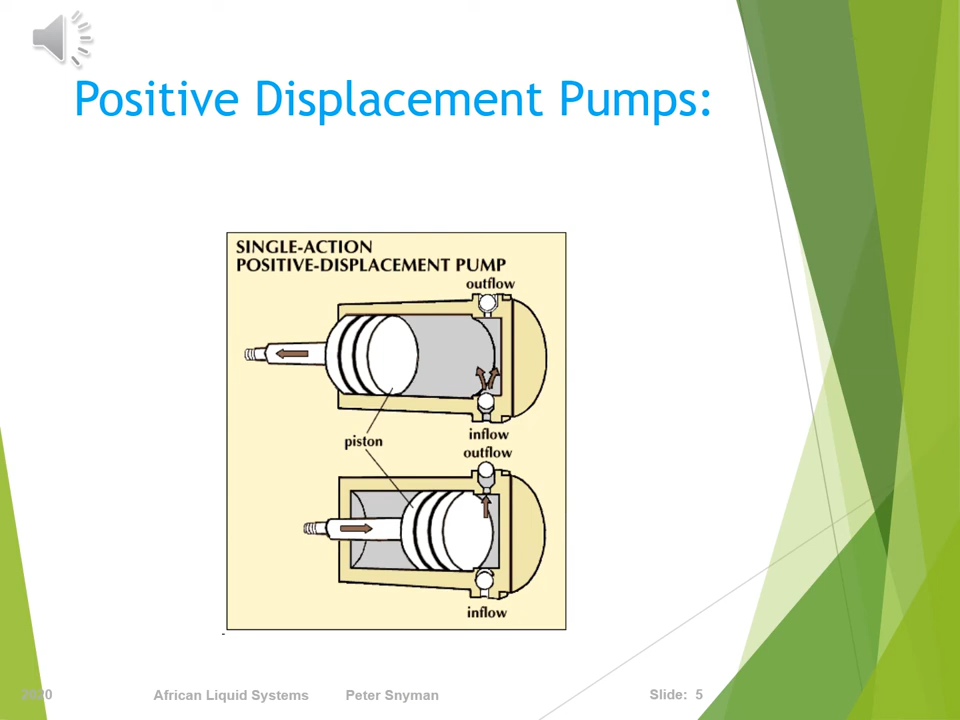 Positive Displacement Pumps:
SINGLE-ACTION
POSITIVE-DISPLACEMENT PUMP
outflow
piston
inflow
outflow
inflow
2020 African Liquid Systems Peter Snyman Slide: 5